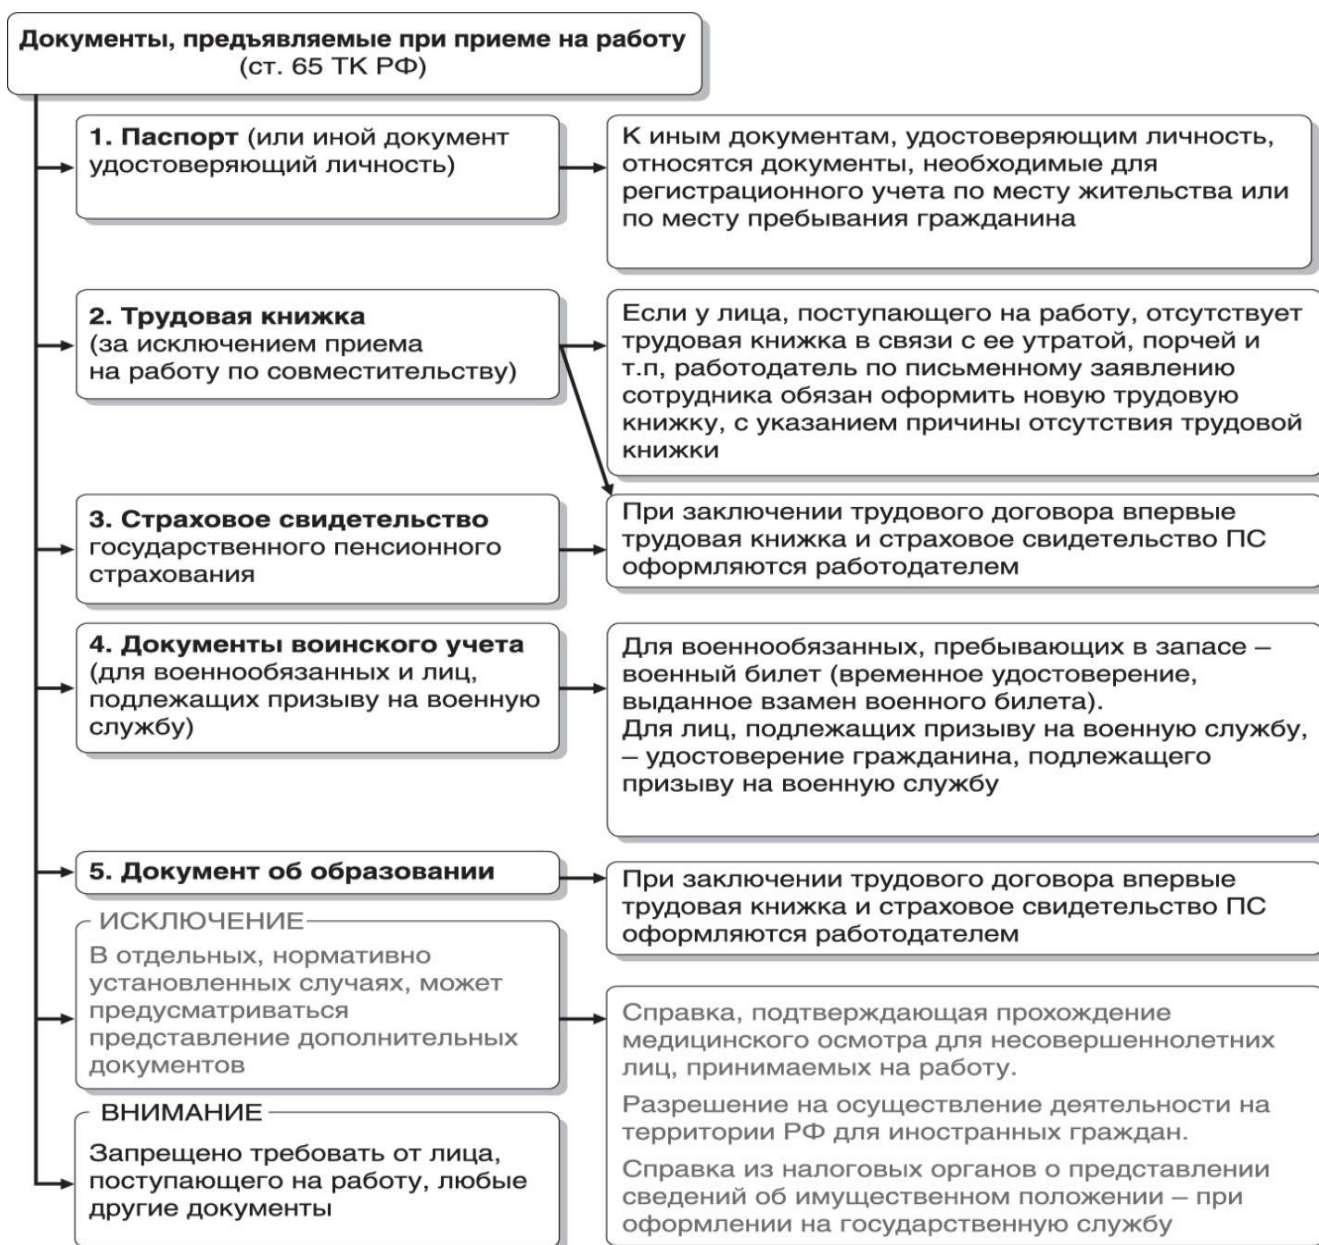 Документы, предъявляемые при приеме на работу
(ст. 65 ТК РФ)
1. Паспорт (или иной документ
удостоверяющий личность)
К иным документам, удостоверяющим личность,
относятся документы, необходимые для
регистрационного учета по месту жительства или
по месту пребывания гражданина
2. Трудовая книжка
(за исключением приема
на работу по совместительству)
Если у лица, поступающего на работу, отсутствует
трудовая книжка в связи с ее утратой, порчей и
т.п, работодатель по письменному заявлению
сотрудника обязан оформить новую трудовую
книжку, с указанием причины отсутствия трудовой
книжки
3. Страховое свидетельство
государственного пенсионного
страхования
При заключении трудового договора впервые
трудовая книжка и страховое свидетельство ПС
оформляются работодателем
4. Документы воинского учета
(для военнообязанных и лиц,
подлежащих призыву на военную
службу)
Для военнообязанных, пребывающих в запасе –
военный билет (временное удостоверение,
выданное взамен военного билета).
Для лиц, подлежащих призыву на военную службу,
– удостоверение гражданина, подлежащего
призыву на военную службу
5. Документ об образовании
При заключении трудового договора впервые
трудовая книжка и страховое свидетельство ПС
оформляются работодателем
ИСКЛЮЧЕНИЕ
В отдельных, нормативно
установленных случаях, может
предусматриваться
представление дополнительных
документов
Справка, подтверждающая прохождение
медицинского осмотра для несовершеннолетних
лиц, принимаемых на работу.
Разрешение на осуществление деятельности на
территории РФ для иностранных граждан.
Справка из налоговых органов о представлении
сведений об имущественном положении – при
оформлении на государственную службу
ВНИМАНИЕ
Запрещено требовать от лица,
поступающего на работу, любые
другие документы